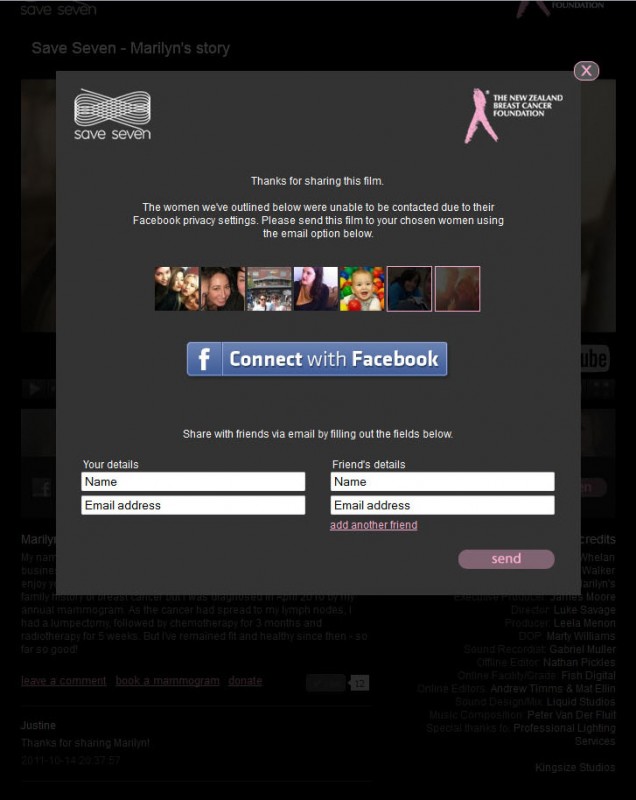 save seven
FOUNDATION
Save Seven - Marilyn's story
X
save seven
THE NEW ZEALAND
BREAST CANCER
FOUNDATION
Thanks for sharing this film.
The women we've outlined below were unable to be contacted due to their
Facebook privacy settings. Please send this film to your chosen women using
the email option below.
f Connect with Facebook
Share with friends via email by filling out the fields below.
Your details
Name
Email address
Friend's details
Name
Email address
add another friend
send
Marilyn
My nam
busine
enjoy y
family history of breast cancer but I was diagnosed in April 2010 by my
annual mammogram. As the cancer had spread to my lymph nodes, I
had a lumpectomy, followed by chemotherapy for 3 months and
radiotherapy for 5 weeks. But I've remained fit and healthy since then - so
far so good!
leave a comment book a mammogram donate
12
Justine
Thanks for sharing Marilyn!
2011-10-14 20:37:57
credits
Whelan
Walker
Marilyn's
Executive Producer: James Moore
Director: Luke Savage
Producer: Leela Menon
DOP: Marty Williams
Sound Recordist: Gabriel Muller
Offline Editor: Nathan Pickles
Online Facility/Grade: Fish Digital
Online Editors: Andrew Timms & Mat Ellin
Sound Design/Mix: Liquid Studios
Music Composition: Peter Van Der Fluit
Special thanks to: Professional Lighting
Services
Kingsize Studios